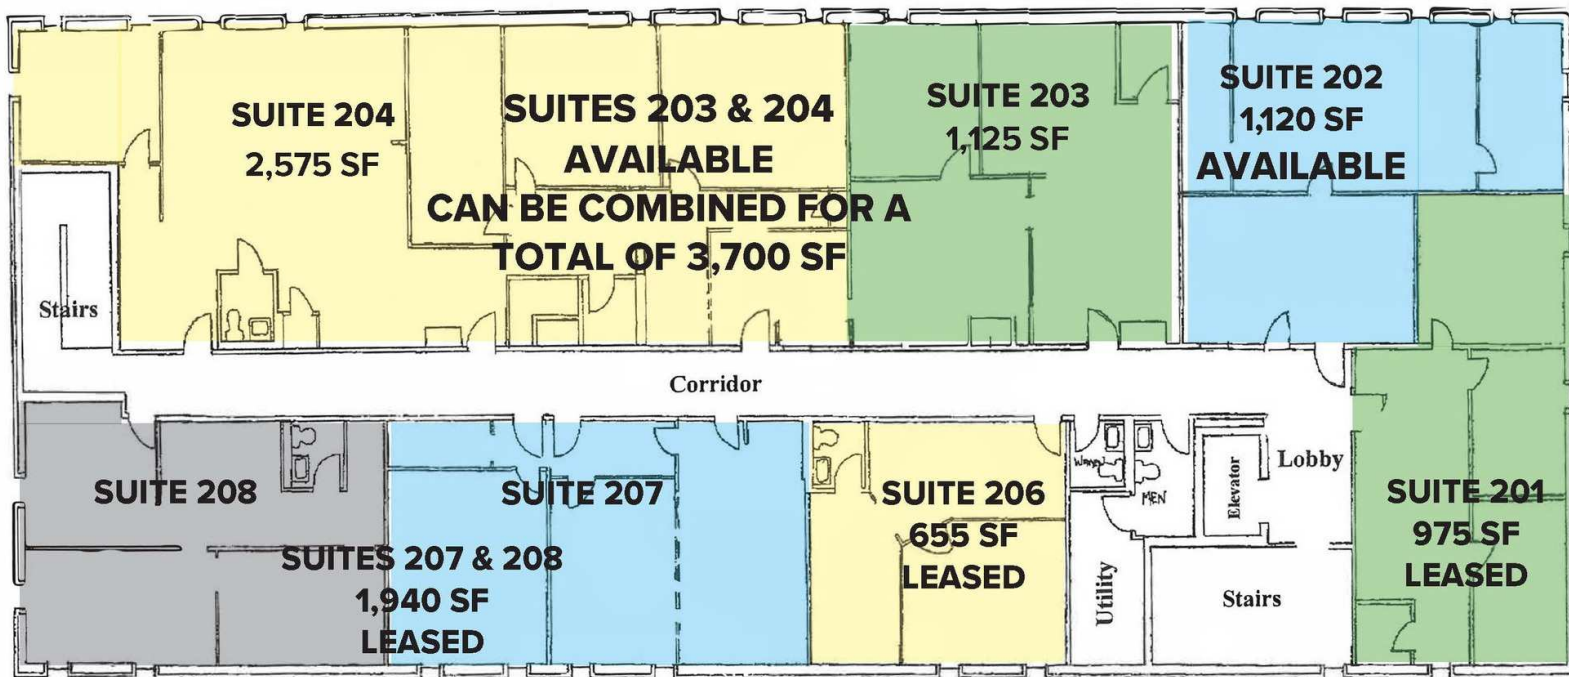 SUITE 204
2,575 SF
SUITES 203 & 204
AVAILABLE
CAN BE COMBINED FOR A
TOTAL OF 3,700 SF
SUITE 203
1,125 SF
SUITE 202
1,120 SF
AVAILABLE
Stairs
Corridor
SUITE 208
SUITE 207
SUITES 207 & 208
1,940 SF
LEASED
SUITE 206
655 SF
LEASED
Women
MEN
Utility
Elevator
Lobby
Stairs
SUITE 201
975 SF
LEASED